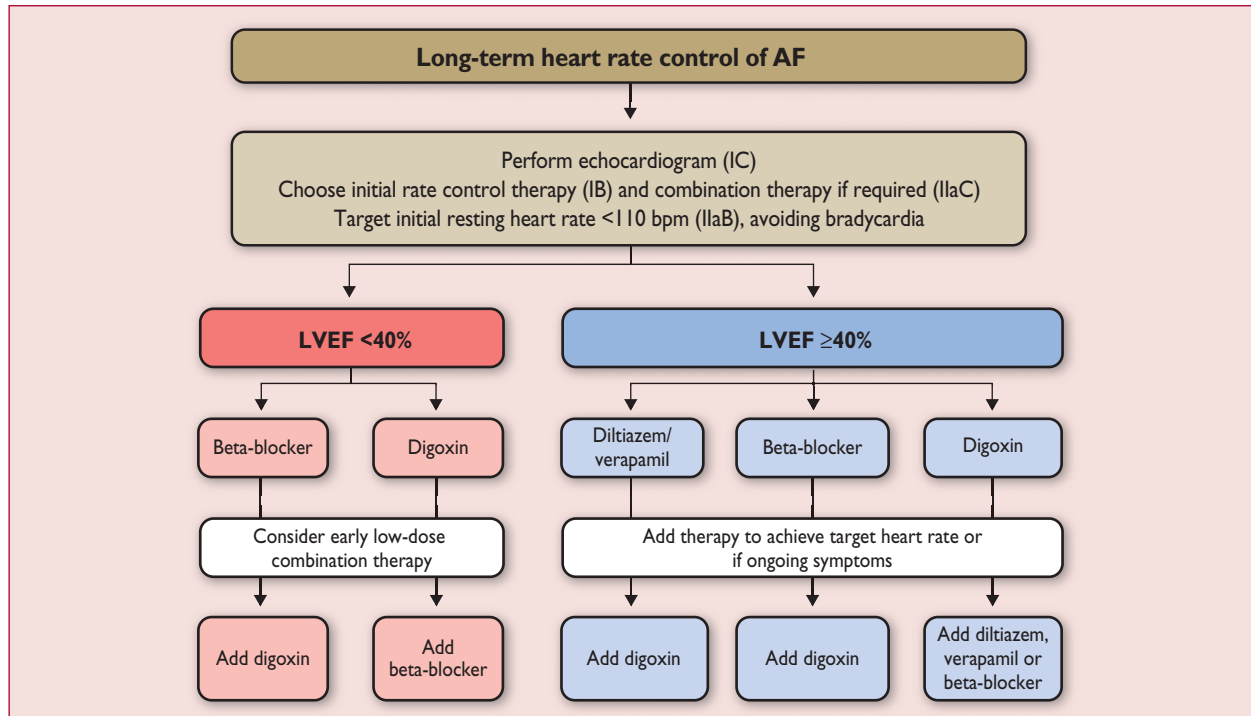 Long-term heart rate control of AF
Perform echocardiogram (IC)
Choose initial rate control therapy (IB) and combination therapy if required (IIaC)
Target initial resting heart rate <110 bpm (IIaB), avoiding bradycardia
LVEF <40%
LVEF ≥40%
Beta-blocker
Digoxin
Diltiazem/
verapamil
Beta-blocker
Digoxin
Consider early low-dose
combination therapy
Add therapy to achieve target heart rate or
if ongoing symptoms
Add digoxin
Add
beta-blocker
Add digoxin
Add digoxin
Add diltiazem,
verapamil or
beta-blocker